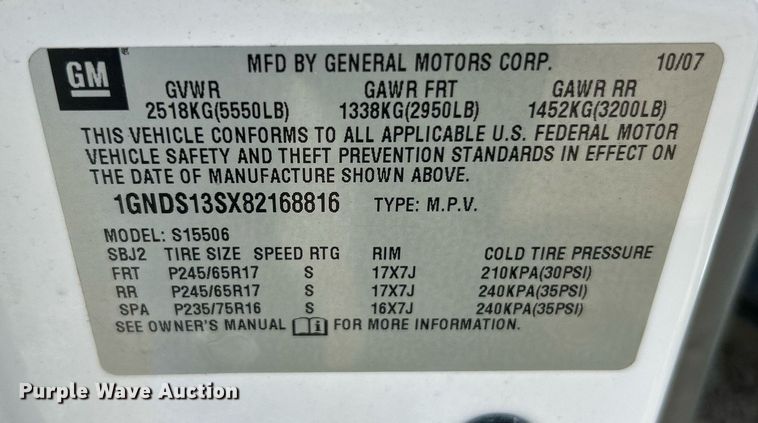 GM
MFD BY GENERAL MOTORS CORP. 10/07
GVWR GAWR FRT GAWR RR
2518KG(5550LB) 1338KG(2950LB) 1452KG(3200LB)
THIS VEHICLE CONFORMS TO ALL APPLICABLE U.S. FEDERAL MOTOR
VEHICLE SAFETY AND THEFT PREVENTION STANDARDS IN EFFECT ON
THE DATE OF MANUFACTURE SHOWN ABOVE.
1GNDS13SX82168816 TYPE: M.P.V.
MODEL: S15506
SBJ2 TIRE SIZE SPEED RTG RIM COLD TIRE PRESSURE
FRT P245/65R17 S 17X7J 210KPA(30PSI)
RR P245/65R17 S 17X7J 240KPA(35PSI)
SPA P235/75R16 S 16X7J 240KPA(35PSI)
SEE OWNER'S MANUAL FOR MORE INFORMATION.
Purple Wave Auction